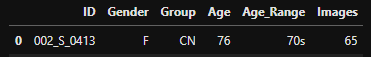 ID Gender Group Age Age_Range Images
0 002_S_0413 F CN 76 70s 65